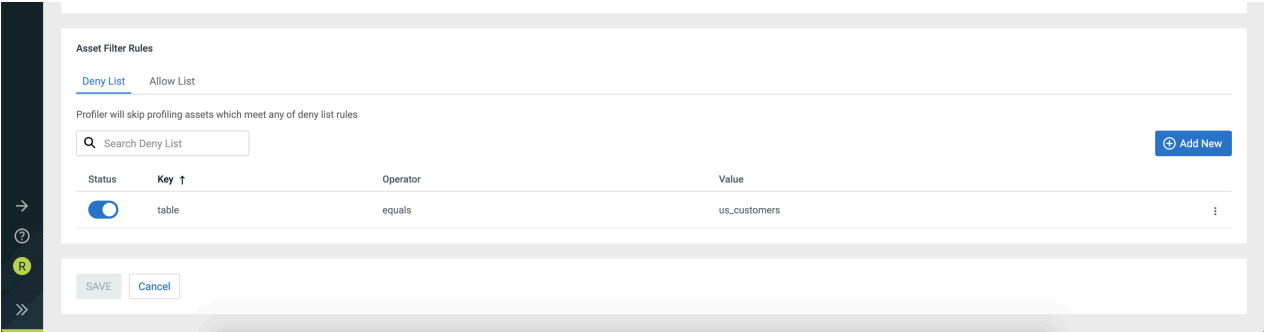 Asset Filter Rules
Deny List Allow List
Profiler will skip profiling assets which meet any of deny list rules
Search Deny List
Add New
Status Key ↑ Operator Value
table equals us_customers
R
SAVE Cancel